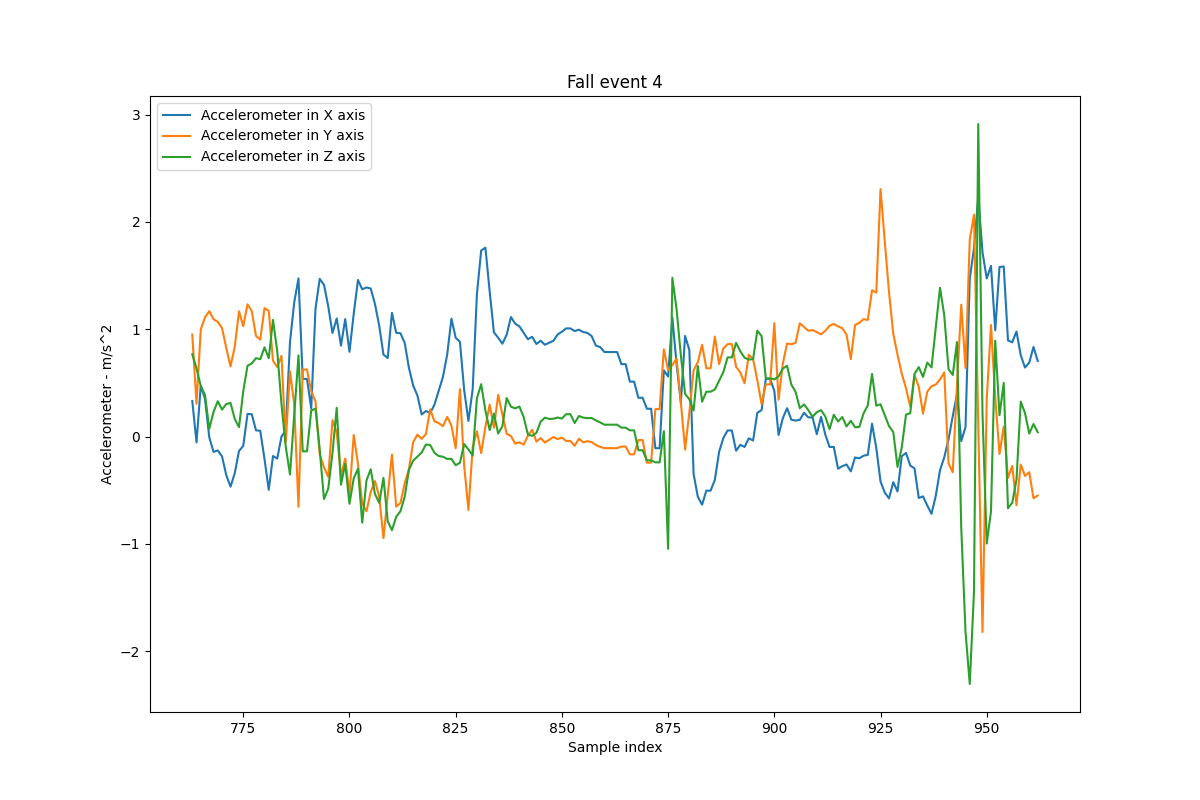 Fall event 4
Accelerometer in X axis
Accelerometer in Y axis
Accelerometer in Z axis
Accelerometer - m/s^2
3
2
1
0
−1
−2
775 800 825 850 875 900 925 950
Sample index